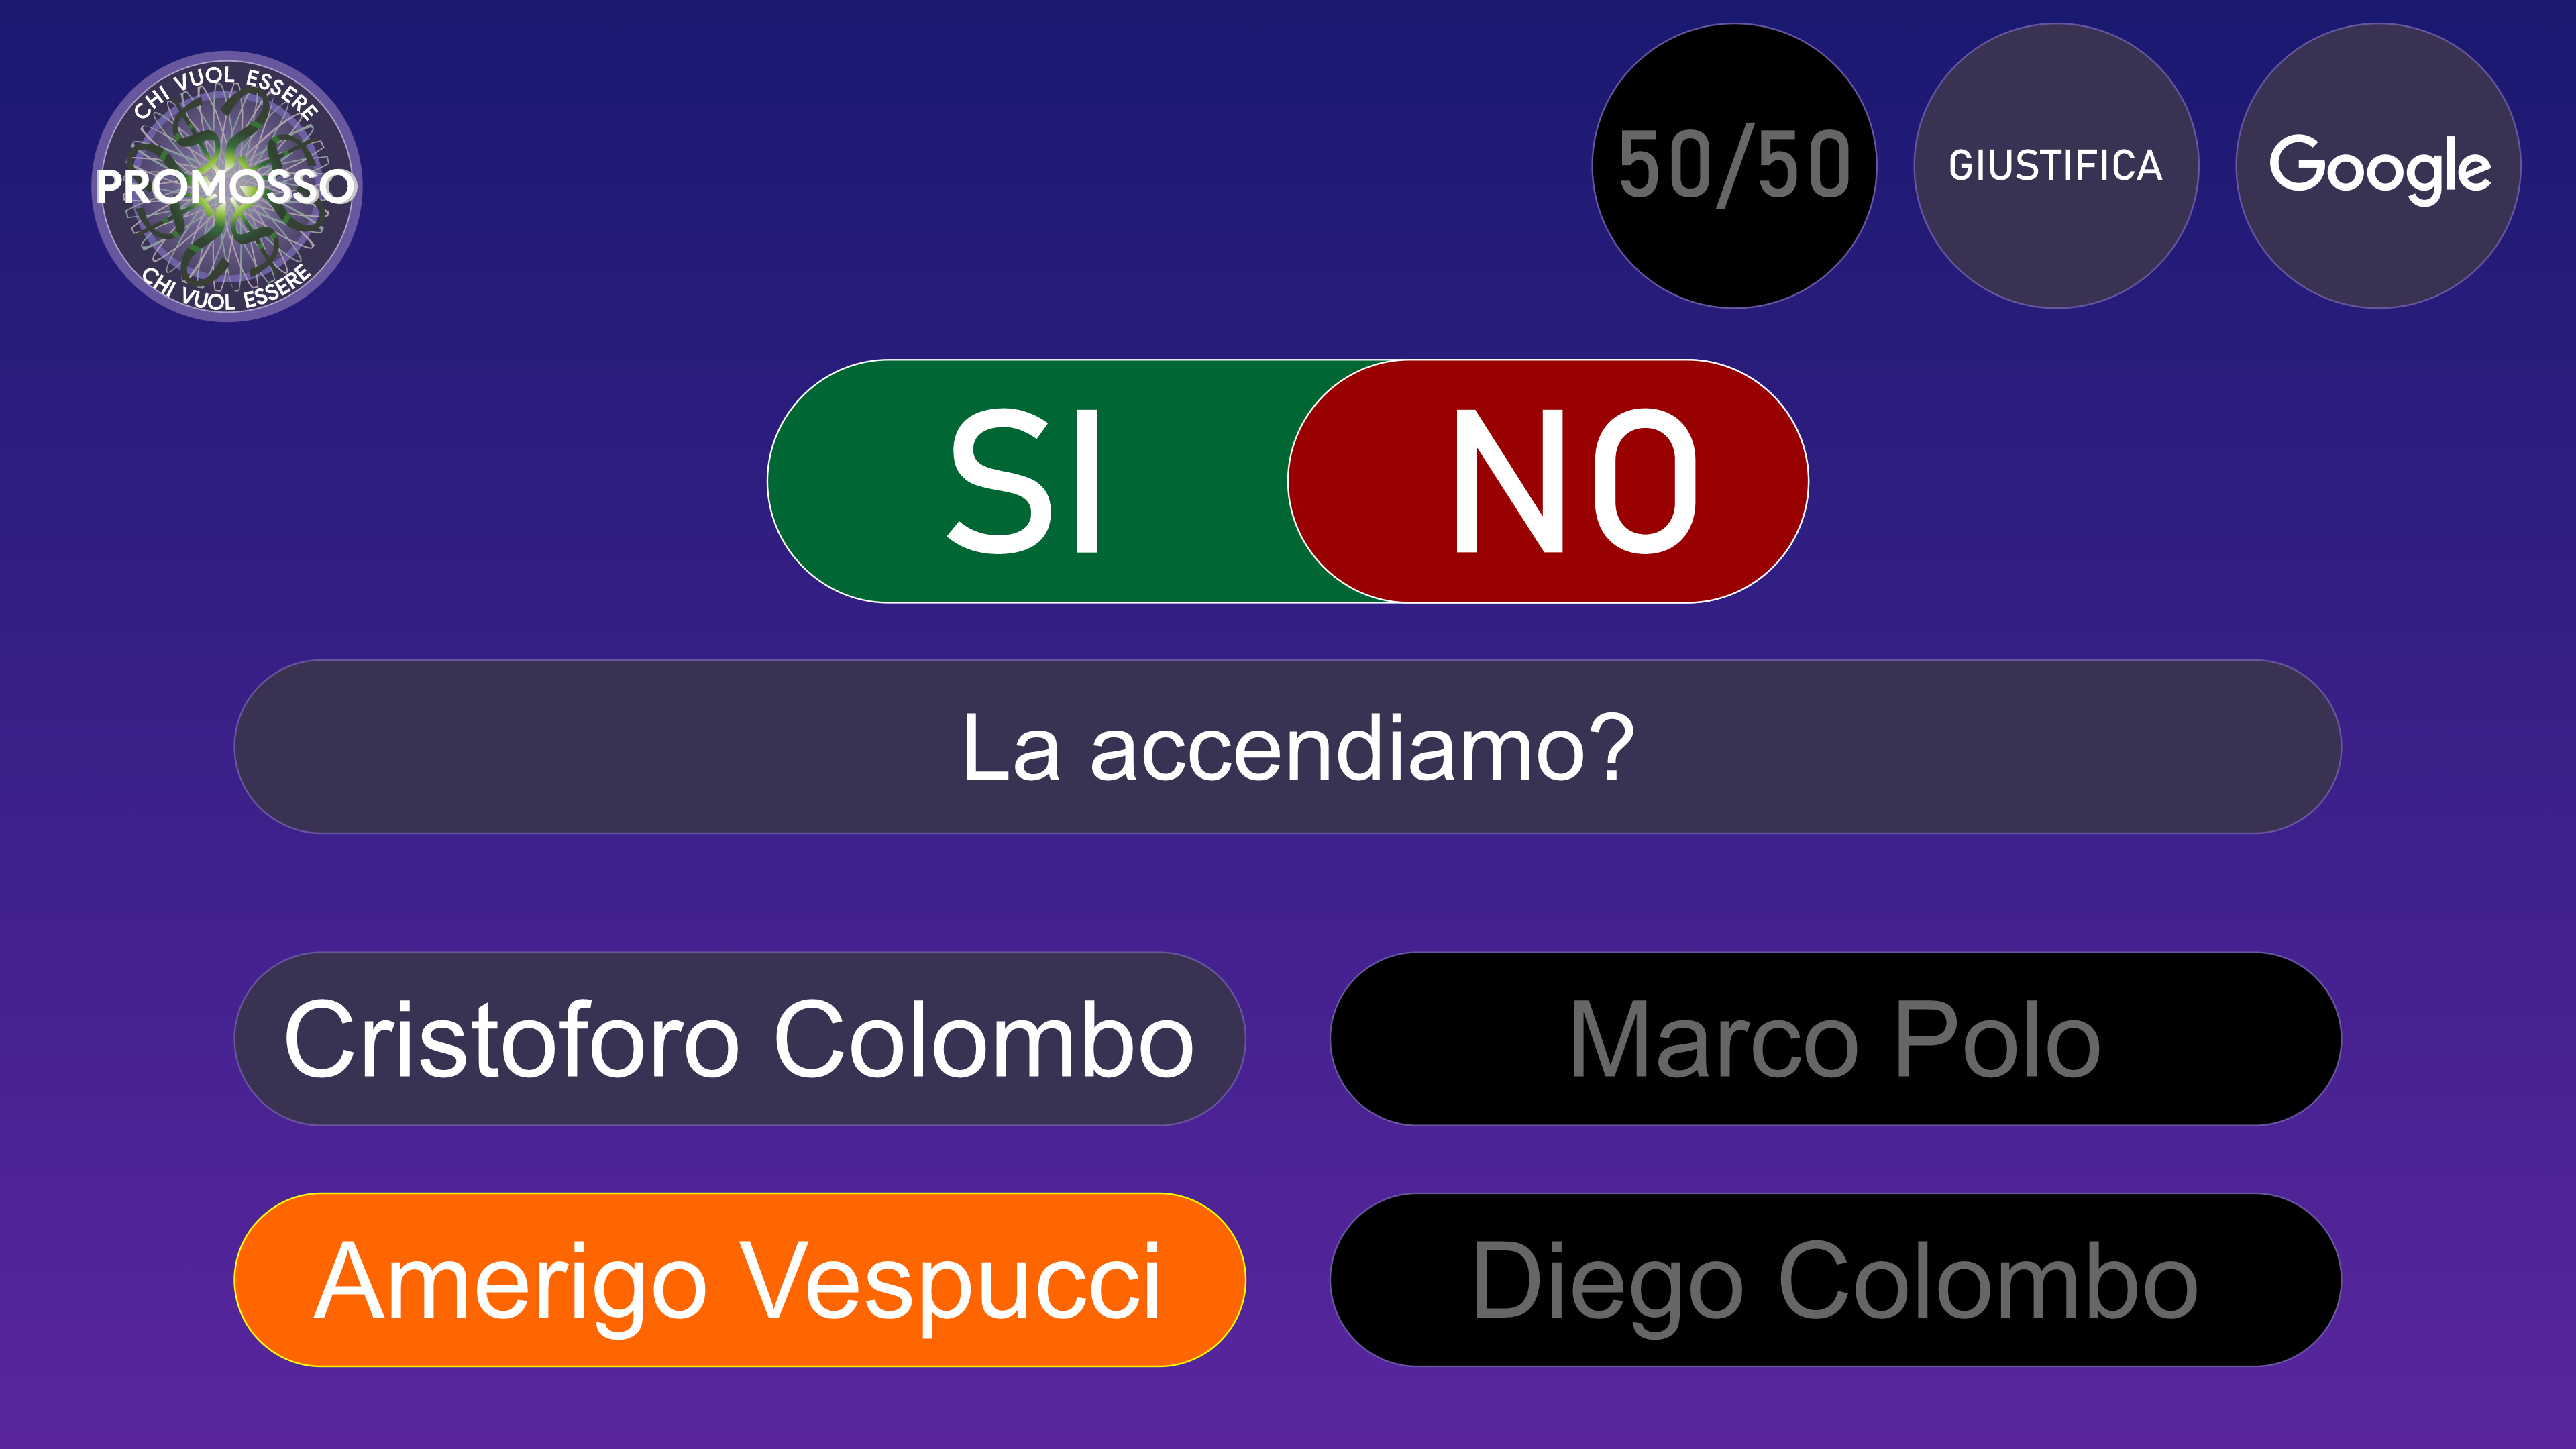 CHI VUOL ESSERE
PROMOSSO
CHI VUOL ESSERE
50/50
GIUSTIFICA
Google
SI
NO
La accendiamo?
Cristoforo Colombo
Marco Polo
Amerigo Vespucci
Diego Colombo